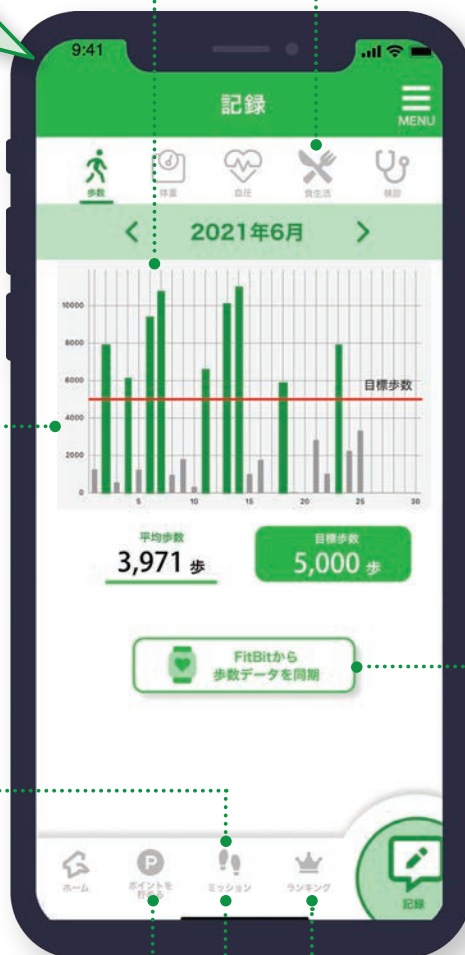 9:41
記録
MENU
歩数
体重
血圧
食生活
検診
2021年6月
10000
8000
6000
4000
2000
0
目標歩数
5
10
15
20
25
30
平均歩数
3,971 歩
目標歩数
5,000 歩
FitBitから
歩数データを同期
ホーム
P
ポイントを
貯める
ミッション
ランキング
記録